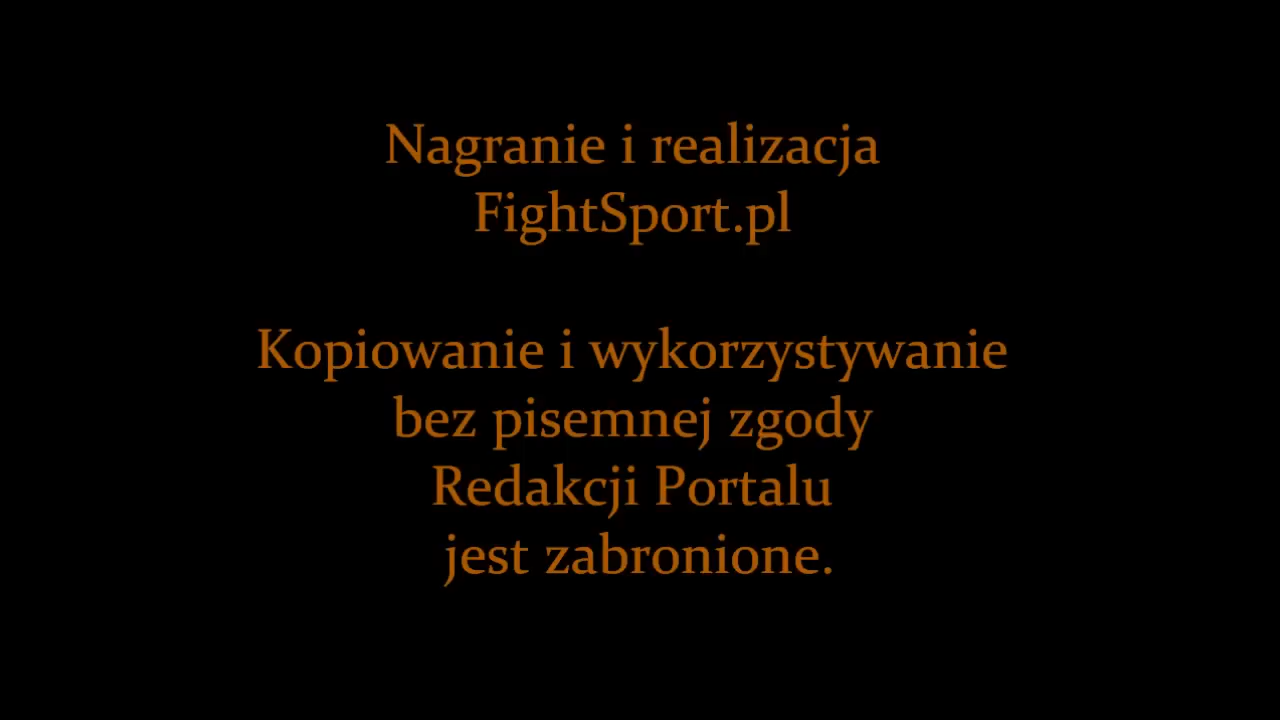 Nagranie i realizacja
FightSport.pl
Kopiowanie i wykorzystywanie
bez pisemnej zgody
Redakcji Portalu
jest zabronione.